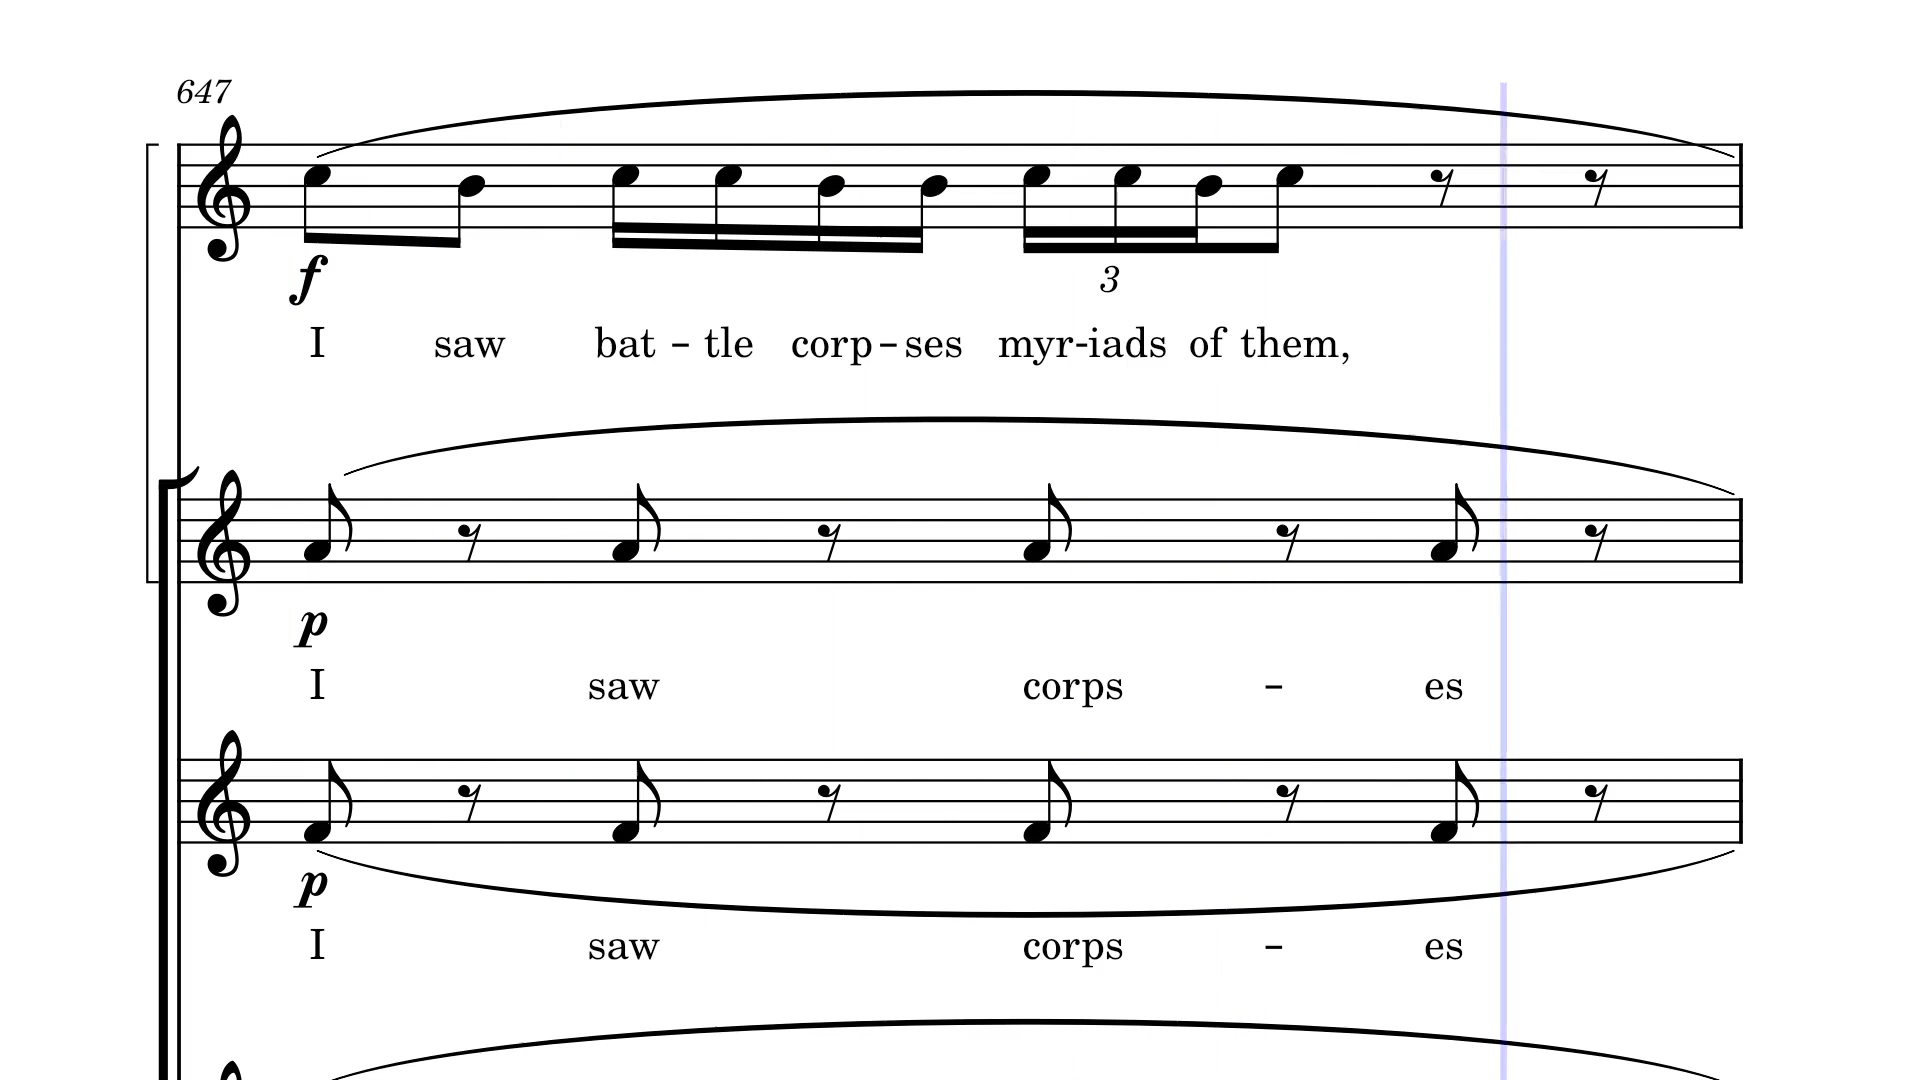 647
f
3
I saw bat - tle corp - ses myr-iads of them,
p
I saw corps - es
p
I saw corps - es